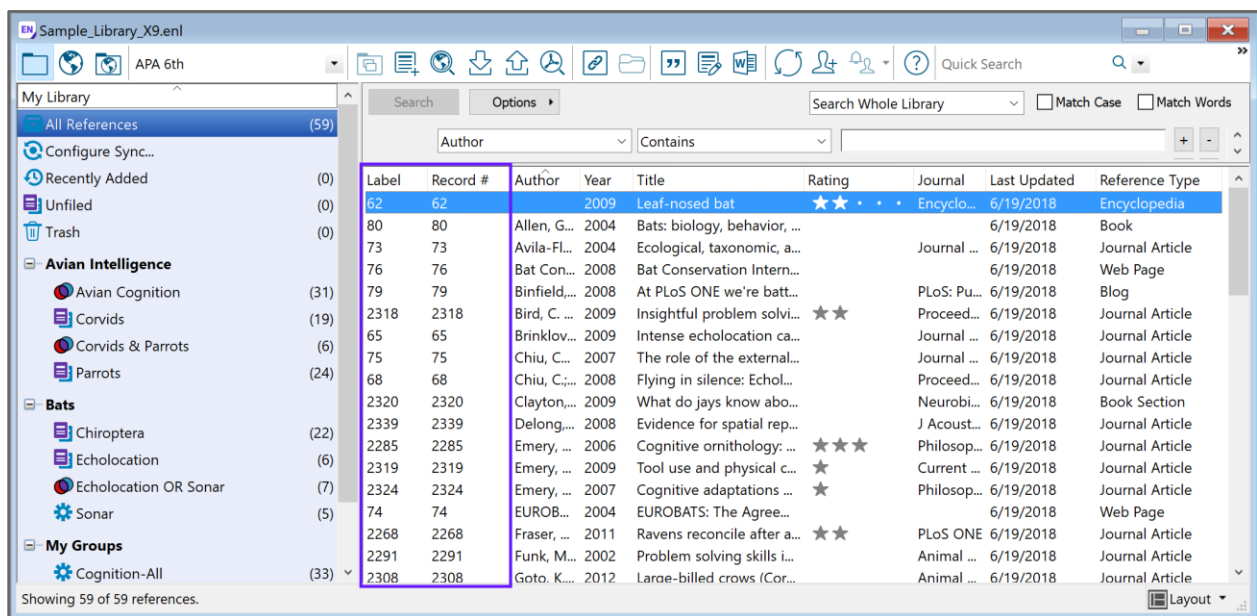 EN Sample_Library_X9.enl
APA 6th
Quick Search
My Library
All References (59)
Configure Sync...
Recently Added (0)
Unfiled (0)
Trash (0)
Avian Intelligence
Avian Cognition (31)
Corvids (19)
Corvids & Parrots (6)
Parrots (24)
Bats
Chiroptera (22)
Echolocation (6)
Echolocation OR Sonar (7)
Sonar (5)
My Groups
Cognition-All (33)
Search Options Search Whole Library Match Case Match Words
Author Contains + -
Label Record # Author Year Title Rating Journal Last Updated Reference Type
62 62 2009 Leaf-nosed bat ★★ · · · Encyclo... 6/19/2018 Encyclopedia
80 80 Allen, G... 2004 Bats: biology, behavior, ... 6/19/2018 Book
73 73 Avila-Fl... 2004 Ecological, taxonomic, a... Journal ... 6/19/2018 Journal Article
76 76 Bat Con... 2008 Bat Conservation Intern... 6/19/2018 Web Page
79 79 Binfield,... 2008 At PLoS ONE we're batt... PLoS: Pu... 6/19/2018 Blog
2318 2318 Bird, C. ... 2009 Insightful problem solvi... ★★ Proceed... 6/19/2018 Journal Article
65 65 Brinklov... 2009 Intense echolocation ca... Journal ... 6/19/2018 Journal Article
75 75 Chiu, C... 2007 The role of the external... Journal ... 6/19/2018 Journal Article
68 68 Chiu, C.;... 2008 Flying in silence: Echol... Proceed... 6/19/2018 Journal Article
2320 2320 Clayton,... 2009 What do jays know abo... Neurobi... 6/19/2018 Book Section
2339 2339 Delong,... 2008 Evidence for spatial rep... J Acoust... 6/19/2018 Journal Article
2285 2285 Emery, ... 2006 Cognitive ornithology: ... ★★★ Philosop... 6/19/2018 Journal Article
2319 2319 Emery, ... 2009 Tool use and physical c... ★ Current ... 6/19/2018 Journal Article
2324 2324 Emery, ... 2007 Cognitive adaptations ... ★ Philosop... 6/19/2018 Journal Article
74 74 EUROB... 2004 EUROBATS: The Agree... 6/19/2018 Web Page
2268 2268 Fraser, ... 2011 Ravens reconcile after a... ★★ PLoS ONE 6/19/2018 Journal Article
2291 2291 Funk, M... 2002 Problem solving skills i... Animal ... 6/19/2018 Journal Article
2308 2308 Goto, K.... 2012 Large-billed crows (Cor... Animal ... 6/19/2018 Journal Article
Showing 59 of 59 references.
Layout